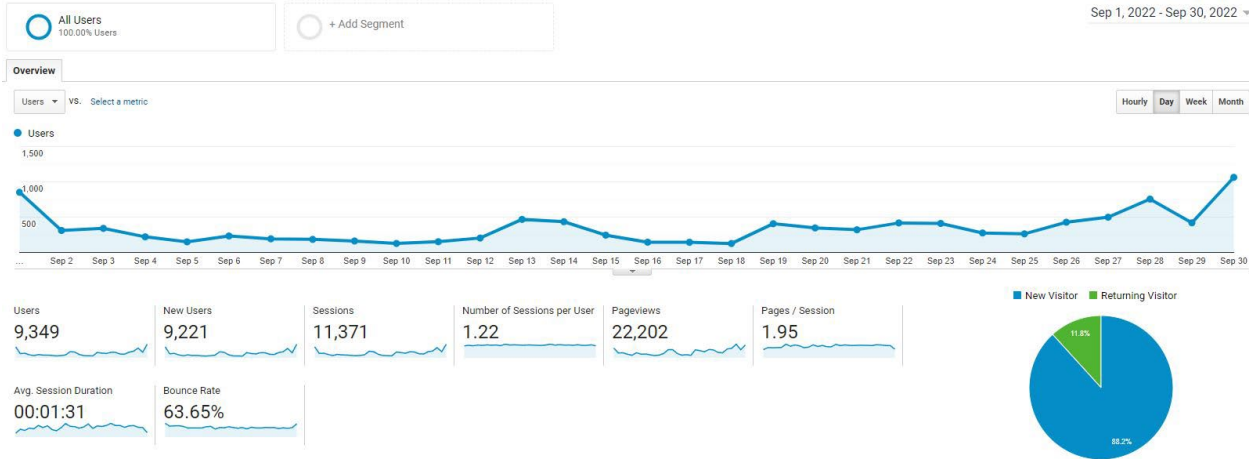 All Users
100.00% Users
+ Add Segment
Sep 1, 2022 - Sep 30, 2022
Overview
Users VS. Select a metric
Hourly Day Week Month
Users
1,500
1,000
500
... Sep 2 Sep 3 Sep 4 Sep 5 Sep 6 Sep 7 Sep 8 Sep 9 Sep 10 Sep 11 Sep 12 Sep 13 Sep 14 Sep 15 Sep 16 Sep 17 Sep 18 Sep 19 Sep 20 Sep 21 Sep 22 Sep 23 Sep 24 Sep 25 Sep 26 Sep 27 Sep 28 Sep 29 Sep 30
New Visitor Returning Visitor
Users New Users Sessions Number of Sessions per User Pageviews Pages / Session
9,349 9,221 11,371 1.22 22,202 1.95
Avg. Session Duration Bounce Rate
00:01:31 63.65%
11.8%
88.2%